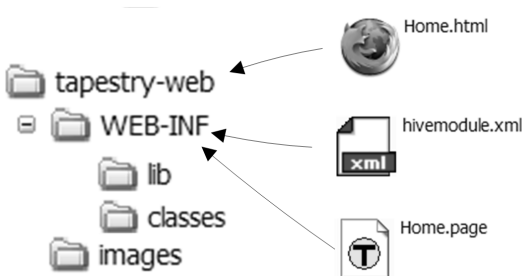 Home.html
tapestry-web
WEB-INF
hivemodule.xml
xml
lib
classes
Home.page
T
images